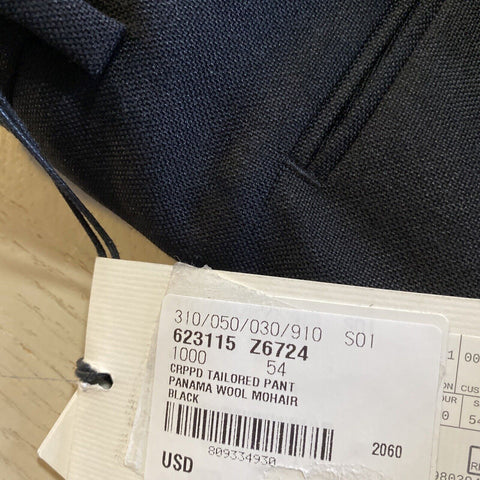 310/050/030/910 S01
623115 Z6724
1000 54
CRPPD TAILORED PANT
PANAMA WOOL MOHAIR
BLACK
2060
809334930
USD